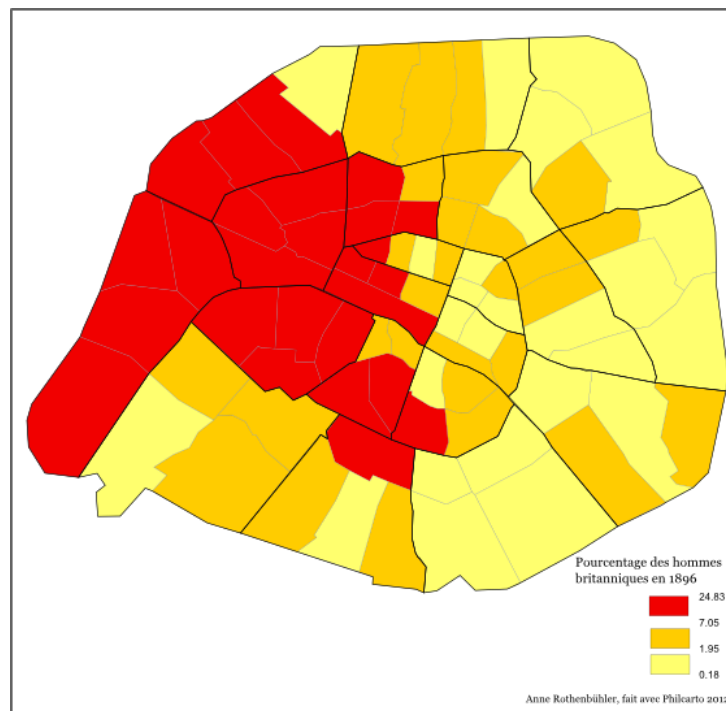 Pourcentage des hommes
britanniques en 1896
24.83
7.05
1.95
0.18
Anne Rothenbühler, fait avec Philcarto 2012